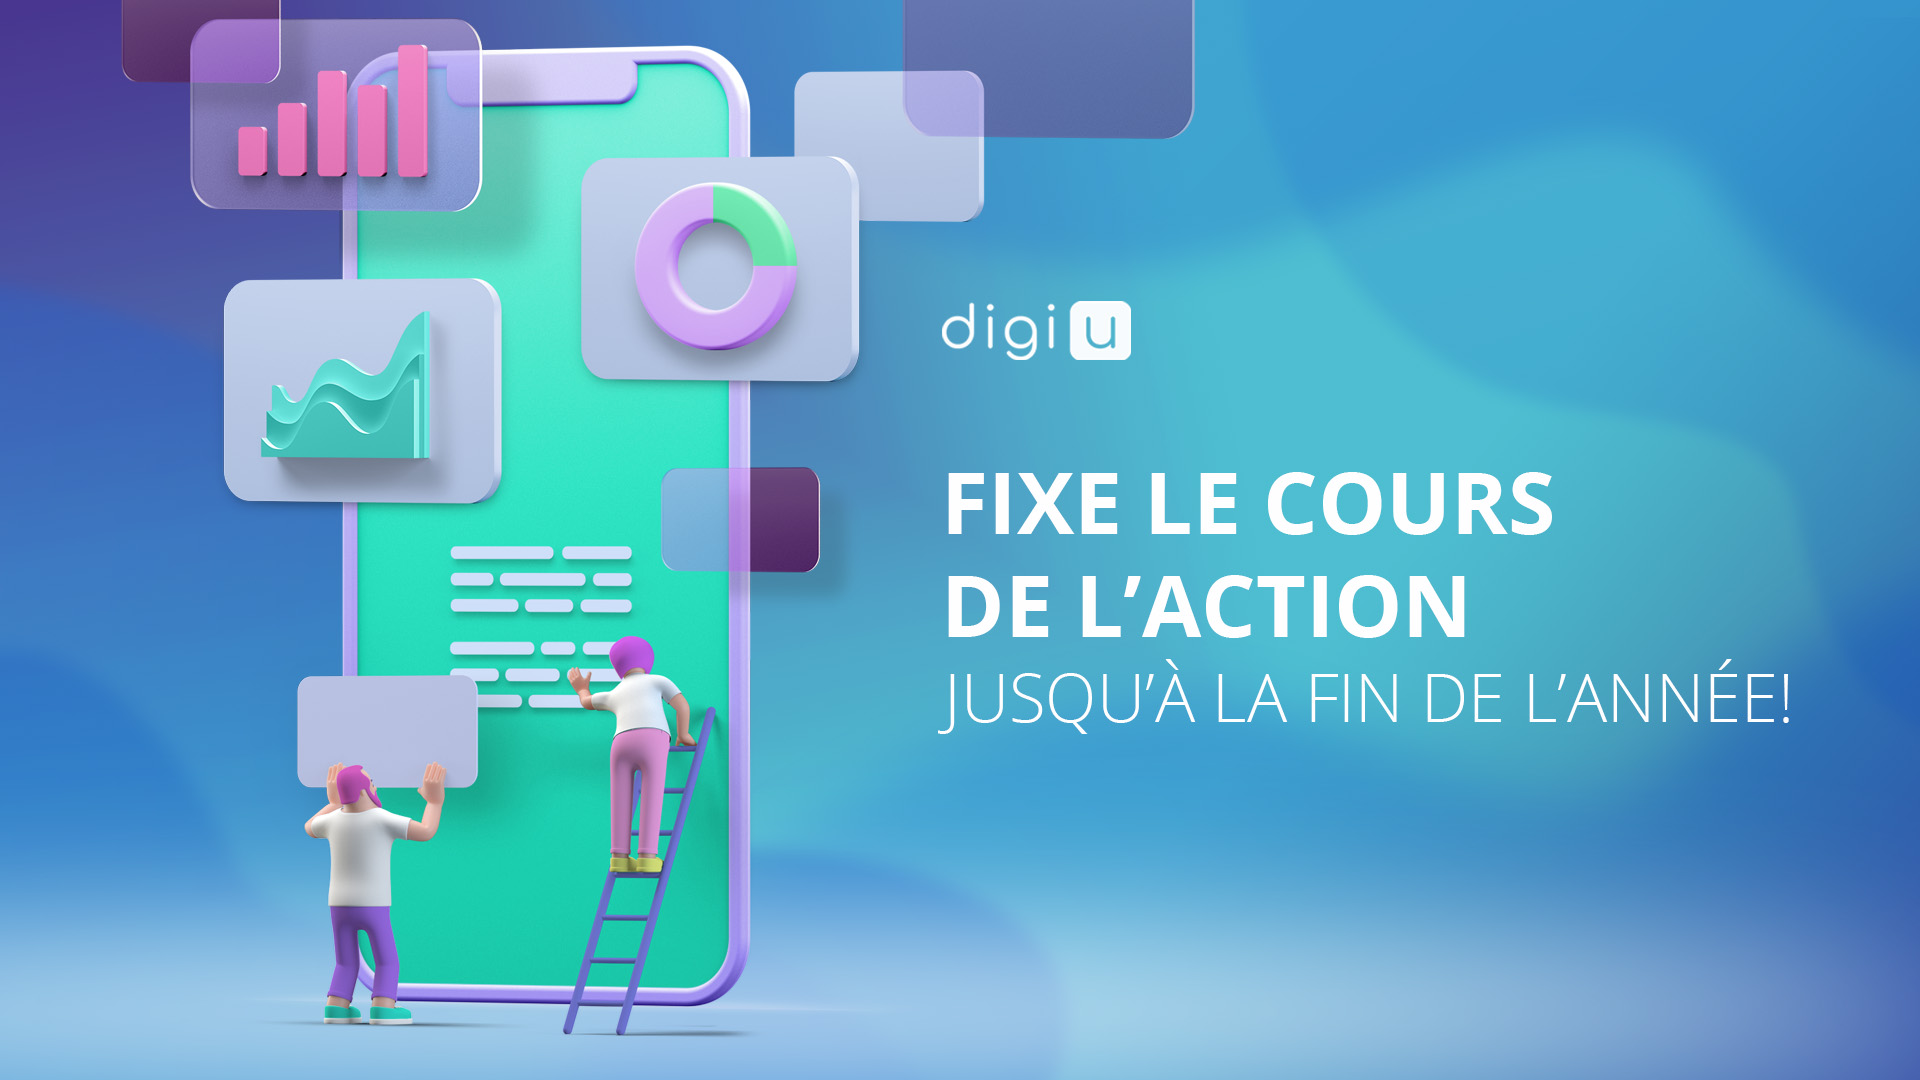 digi u
FIXE LE COURS
DE L’ACTION
JUSQU’À LA FIN DE L’ANNÉE!